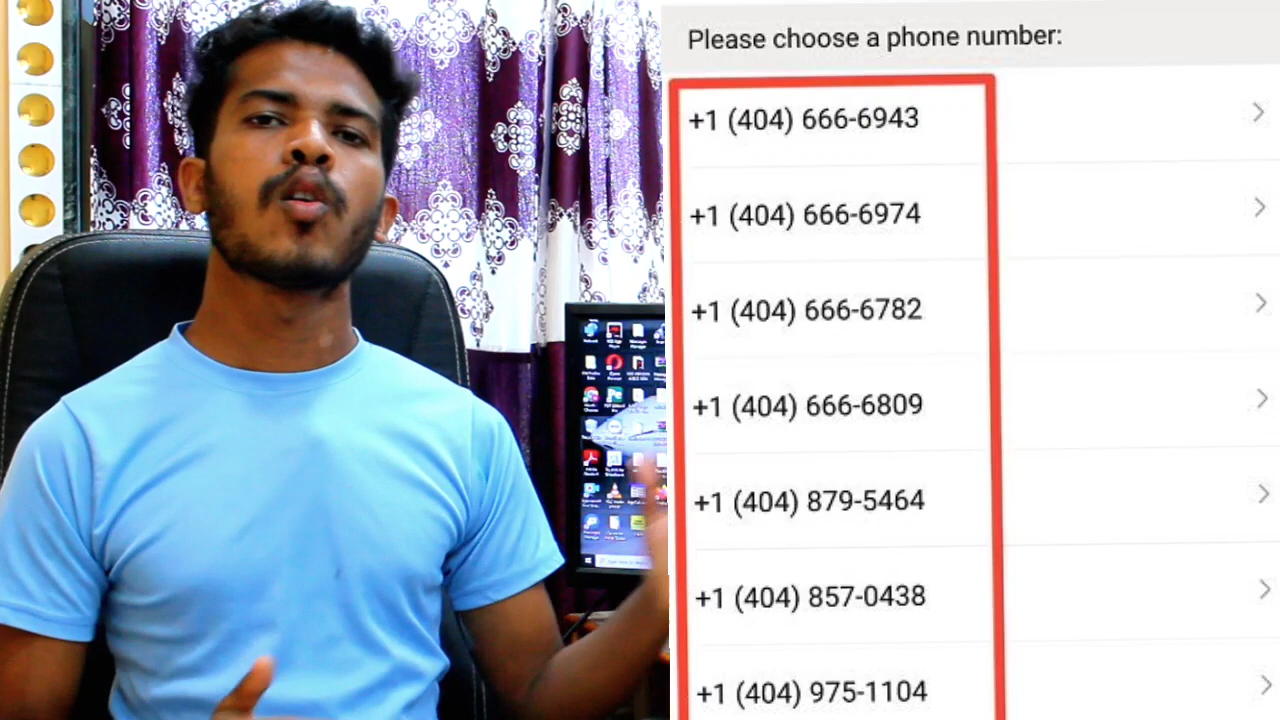 Please choose a phone number:
+1 (404) 666-6943
+1 (404) 666-6974
+1 (404) 666-6782
+1 (404) 666-6809
+1 (404) 879-5464
+1 (404) 857-0438
+1 (404) 975-1104